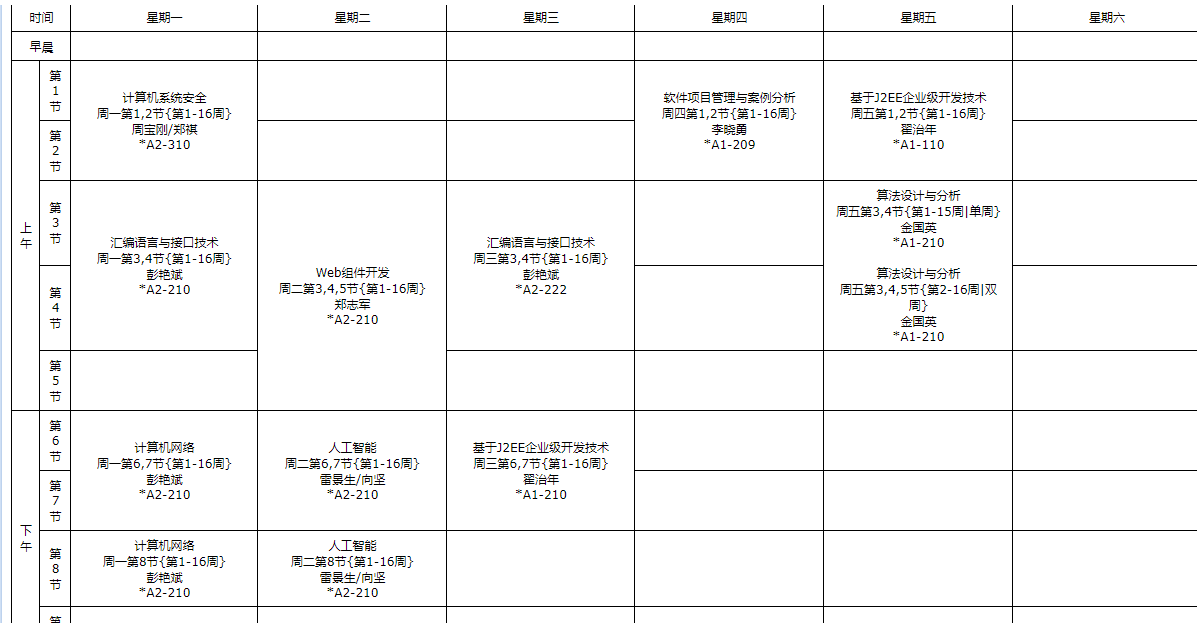 时间 星期一 星期二 星期三 星期四 星期五 星期六
早晨
上午
第1节
计算机系统安全
周一第1,2节{第1-16周}
周宝刚/郑祺
*A2-310
软件项目管理与案例分析
周四第1,2节{第1-16周}
李晓勇
*A1-209
基于J2EE企业级开发技术
周五第1,2节{第1-16周}
翟治年
*A1-110
第2节
第3节
汇编语言与接口技术
周一第3,4节{第1-16周}
彭艳斌
*A2-210
Web组件开发
周二第3,4,5节{第1-16周}
郑志军
*A2-210
汇编语言与接口技术
周三第3,4节{第1-16周}
彭艳斌
*A2-222
算法设计与分析
周五第3,4节{第1-15周|单周}
金国英
*A1-210
算法设计与分析
周五第3,4,5节{第2-16周|双
周}
金国英
*A1-210
第4节
第5节
下午
第6节
计算机网络
周一第6,7节{第1-16周}
彭艳斌
*A2-210
人工智能
周二第6,7节{第1-16周}
雷景生/向坚
*A2-210
基于J2EE企业级开发技术
周三第6,7节{第1-16周}
翟治年
*A1-210
第7节
第8节
计算机网络
周一第8节{第1-16周}
彭艳斌
*A2-210
人工智能
周二第8节{第1-16周}
雷景生/向坚
*A2-210
第